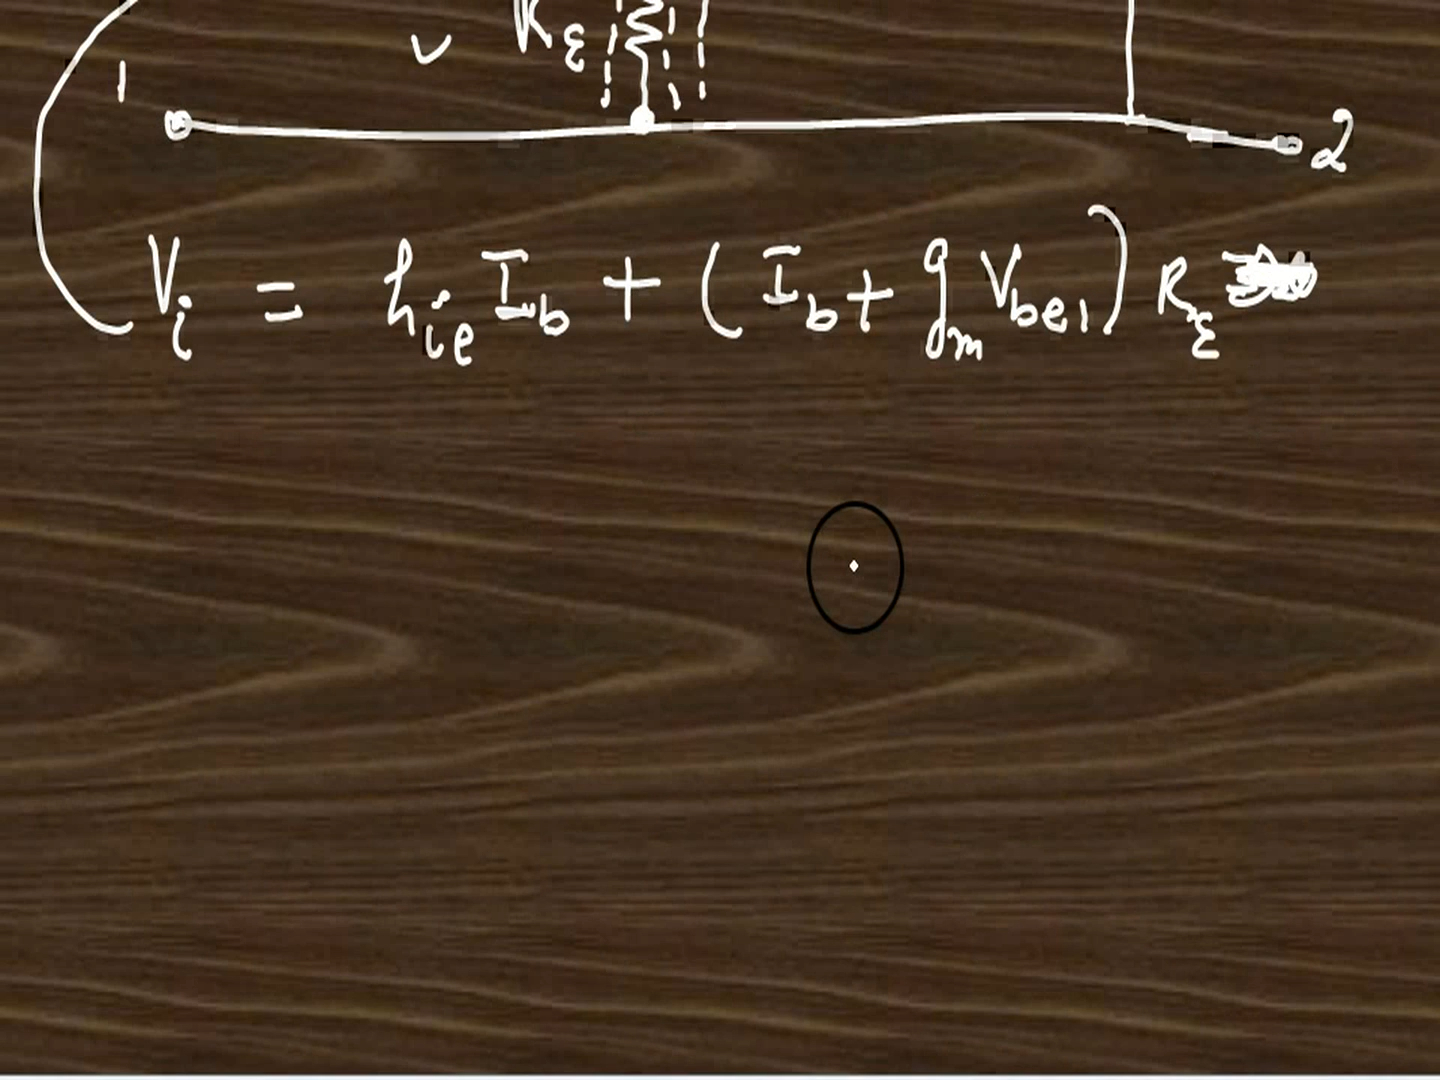 R_E
1
2
V_i = h_ie I_b + (I_b + g_m V_be1) R_E